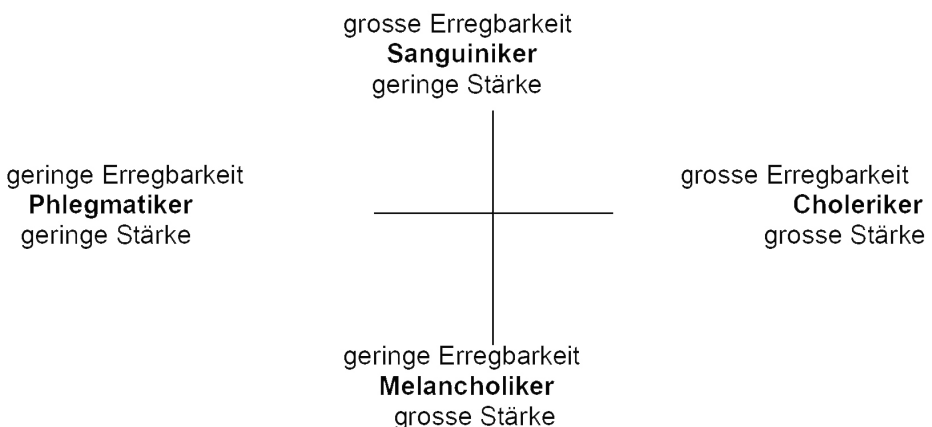 grosse Erregbarkeit
Sanguiniker
geringe Stärke
geringe Erregbarkeit
Phlegmatiker
geringe Stärke
grosse Erregbarkeit
Choleriker
grosse Stärke
geringe Erregbarkeit
Melancholiker
grosse Stärke